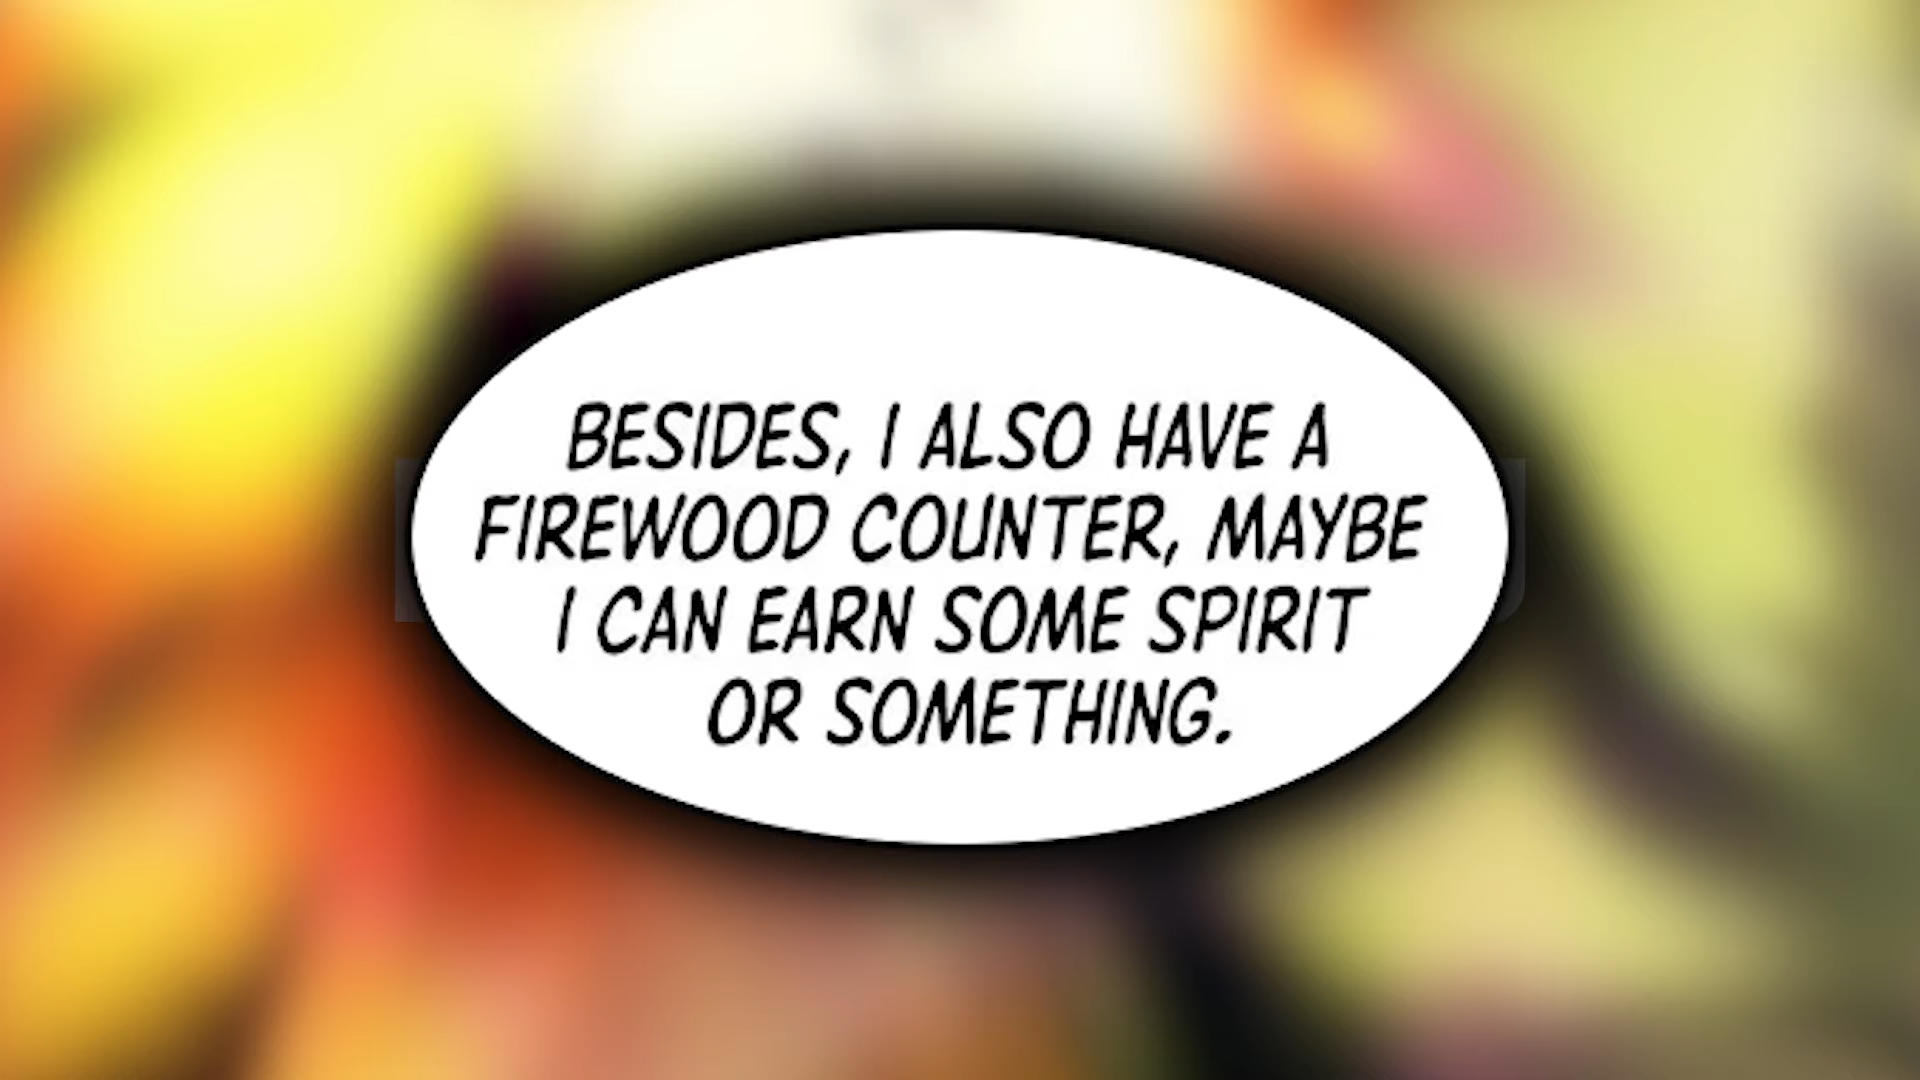 BESIDES, I ALSO HAVE A
FIREWOOD COUNTER, MAYBE
I CAN EARN SOME SPIRIT
OR SOMETHING.